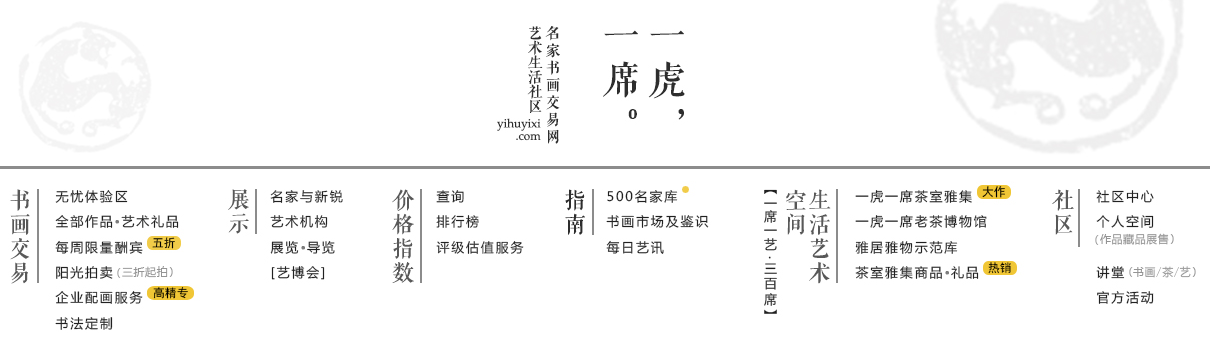 一虎,
一席。
名家书画交易网
艺术生活社区
yihuyixi
.com
书画交易
无忧体验区
全部作品•艺术礼品
每周限量酬宾 五折
阳光拍卖(三折起拍)
企业配画服务 高精专
书法定制
展示
名家与新锐
艺术机构
展览•导览
[艺博会]
价格指数
查询
排行榜
评级估值服务
指南
500名家库
书画市场及鉴识
每日艺讯
生活艺术
空间
【一席一艺·三百席】
一虎一席茶室雅集 大作
一虎一席老茶博物馆
雅居雅物示范库
茶室雅集商品•礼品 热销
社区
社区中心
个人空间
(作品藏品展售)
讲堂(书画/茶/艺)
官方活动